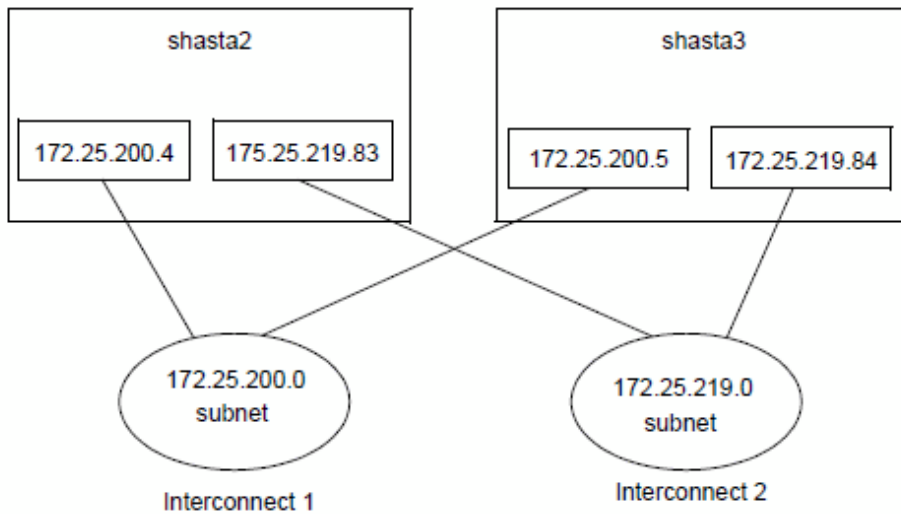 shasta2
shasta3
172.25.200.4
175.25.219.83
172.25.200.5
172.25.219.84
172.25.200.0
subnet
172.25.219.0
subnet
Interconnect 1
Interconnect 2